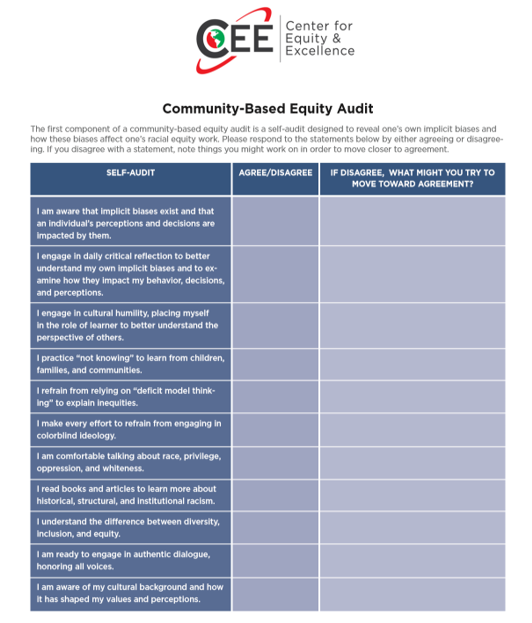 CEE
Center for
Equity &
Excellence
Community-Based Equity Audit
The first component of a community-based equity audit is a self-audit designed to reveal one's own implicit biases and
how these biases affect one's racial equity work. Please respond to the statements below by either agreeing or disagree-
ing. If you disagree with a statement, note things you might work on in order to move closer to agreement.
SELF-AUDIT
AGREE/DISAGREE
IF DISAGREE, WHAT MIGHT YOU TRY TO
MOVE TOWARD AGREEMENT?
I am aware that implicit biases exist and that
an individual's perceptions and decisions are
impacted by them.
I engage in daily critical reflection to better
understand my own implicit biases and to ex-
amine how they impact my behavior, decisions,
and perceptions.
I engage in cultural humility, placing myself
in the role of learner to better understand the
perspective of others.
I practice "not knowing" to learn from children,
families, and communities.
I refrain from relying on "deficit model think-
ing" to explain inequities.
I make every effort to refrain from engaging in
colorblind ideology.
I am comfortable talking about race, privilege,
oppression, and whiteness.
I read books and articles to learn more about
historical, structural, and institutional racism.
I understand the difference between diversity,
inclusion, and equity.
I am ready to engage in authentic dialogue,
honoring all voices.
I am aware of my cultural background and how
it has shaped my values and perceptions.